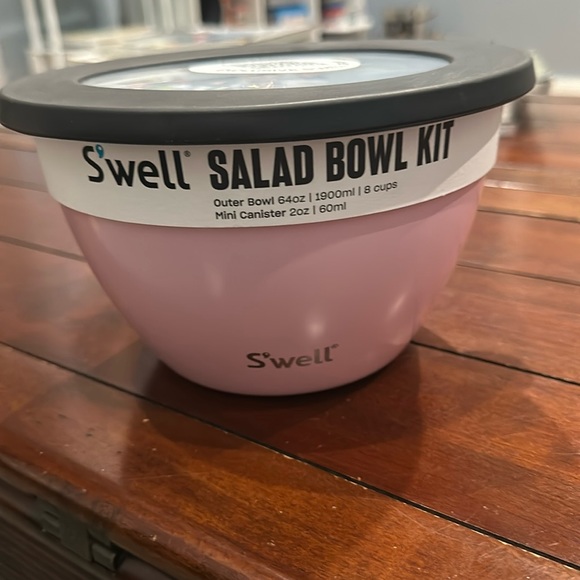 S'well® SALAD BOWL KIT
Outer Bowl 64oz | 1900ml | 8 cups
Mini Canister 2oz | 60ml
S'well®